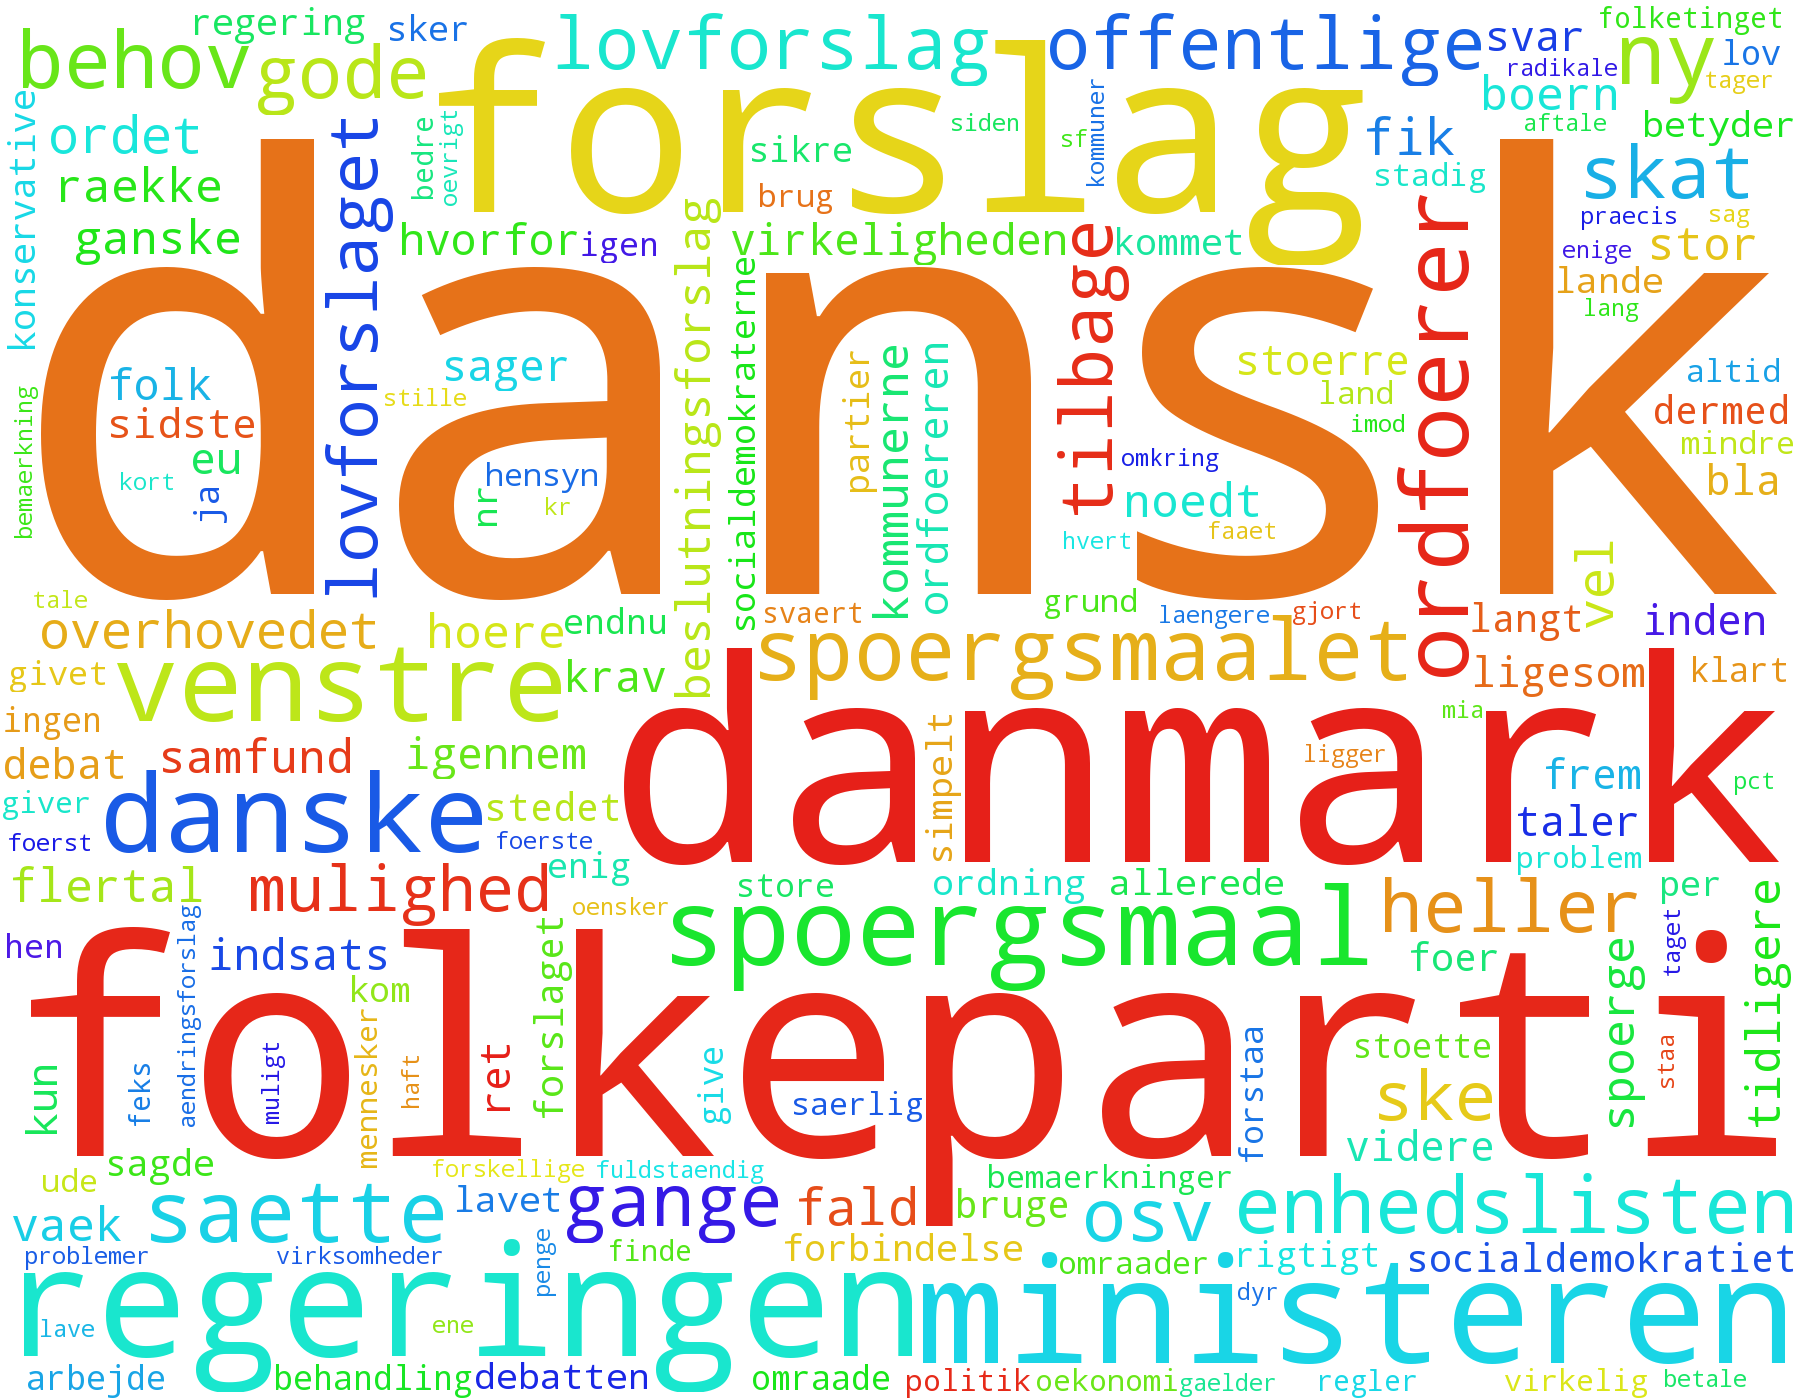 regering
sker
folketinget
behov
gode
forslag
lovforslag
offentlige
svar
ny
lov
radikale
tager
konservative
ordet
lovforslaget
bedre
oevrigt
sikre
siden
sf
kommuner
fik
boern
aftale
betyder
raekke
brug
stadig
skat
ganske
hvorfor
igen
beslutningsforslag
virkeligheden
tilbage
kommet
ordfoerer
praecis
sag
enige
stor
dansk
socialdemokraterne
lande
lang
folk
sager
stille
partier
kommunerne
ordfoereren
stoerre
land
imod
altid
dermed
mindre
bla
bemaerkning
sidste
eu
kort
ja
hensyn
nr
kr
omkring
noedt
faaet
hvert
vel
tale
overhovedet
hoere
endnu
svaert
grund
laengere
gjort
langt
inden
givet
venstre
krav
spoergsmaalet
ligesom
klart
ingen
danmark
mia
debat
samfund
igennem
simpelt
ligger
frem
pct
giver
danske
stedet
taler
foerst
foerste
problem
flertal
mulighed
enig
store
ordning
allerede
heller
per
tidligere
oensker
spoergsmaal
hen
aendringsforslag
indsats
forslaget
foer
spoerge
taget
folkeparti
kom
kun
feks
muligt
mennesker
haft
ret
give
saerlig
forstaa
stoette
ske
staa
videre
sagde
ude
forskellige
fuldstaendig
bemaerkninger
vaek
saette
lavet
gange
fald
bruge
osv
enhedslisten
problemer
virksomheder
penge
finde
forbindelse
omraader
rigtigt
socialdemokratiet
regeringen
ministeren
dyr
lave
ene
arbejde
behandling
debatten
omraade
politik
oekonomi
gaelder
regler
virkelig
betale